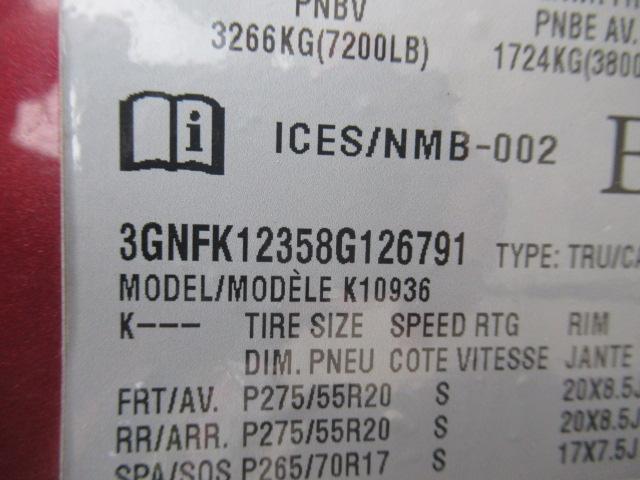 PNBV
PNBE AV.
3266KG(7200LB)
1724KG(3800
i
ICES/NMB-002
3GNFK12358G126791 TYPE: TRU/CA
MODEL/MODÈLE K10936
K--- TIRE SIZE SPEED RTG RIM
DIM. PNEU COTE VITESSE JANTE
FRT/AV. P275/55R20 S 20X8.5J
RR/ARR. P275/55R20 S 20X8.5J
SPA/SOS P265/70R17 S 17X7.5J